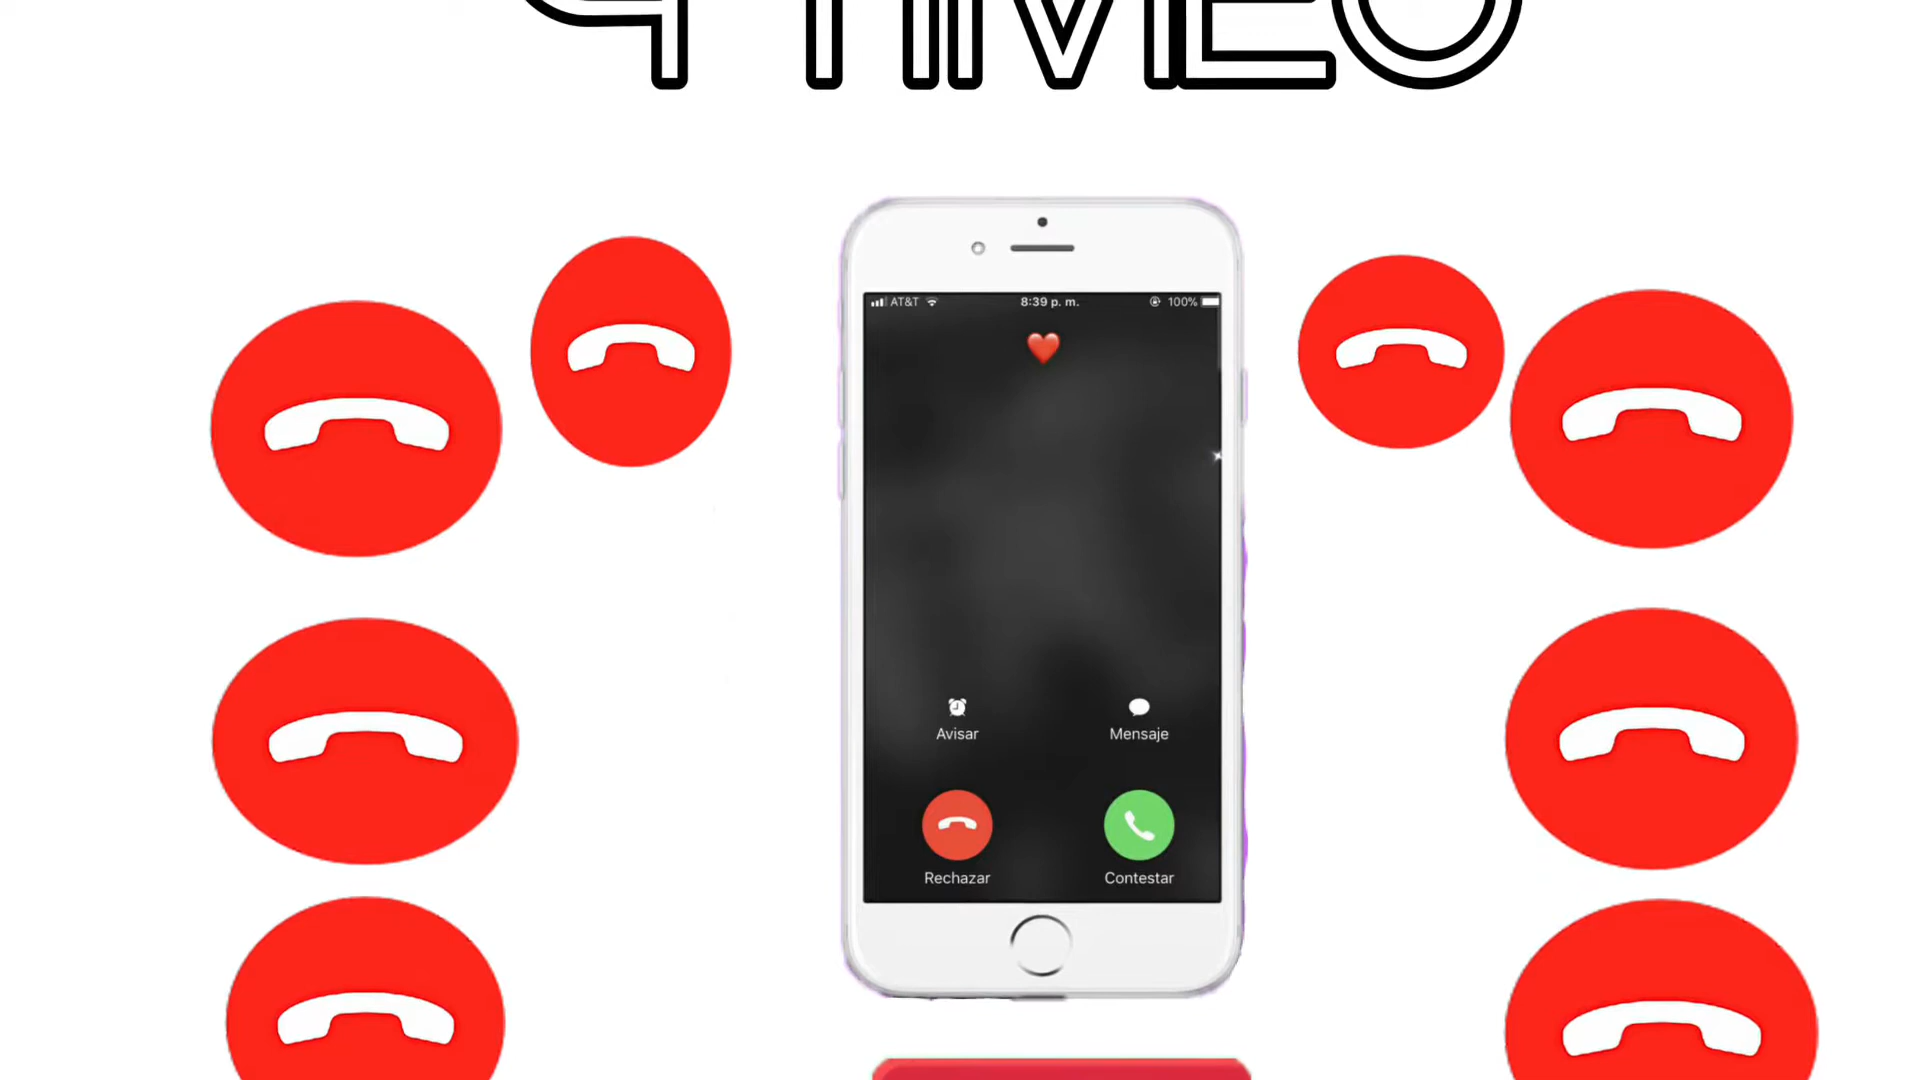 AT&T 8:39 p. m. 100%
Avisar Mensaje
Rechazar Contestar